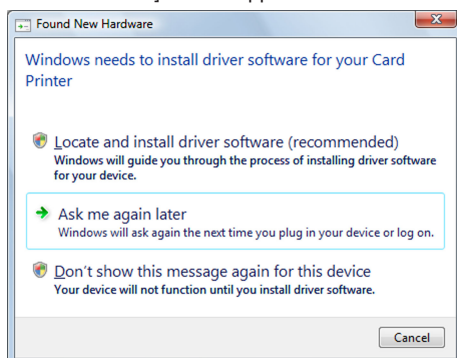 Found New Hardware
Windows needs to install driver software for your Card
Printer
Locate and install driver software (recommended)
Windows will guide you through the process of installing driver software
for your device.
Ask me again later
Windows will ask again the next time you plug in your device or log on.
Don't show this message again for this device
Your device will not function until you install driver software.
Cancel